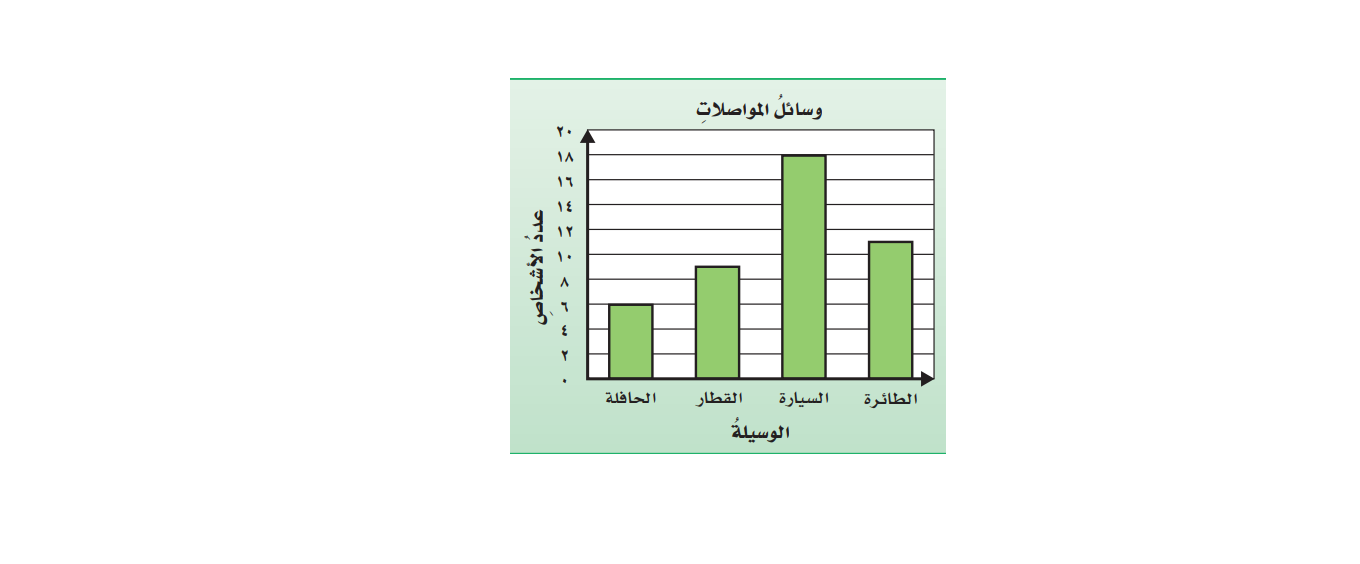 وسائلُ المواصلاتِ
عددُ الأشخاصِ
٢٠
١٨
١٦
١٤
١٢
١٠
٨
٦
٤
٢
٠
الطائرة السيارة القطار الحافلة
الوسيلةُ